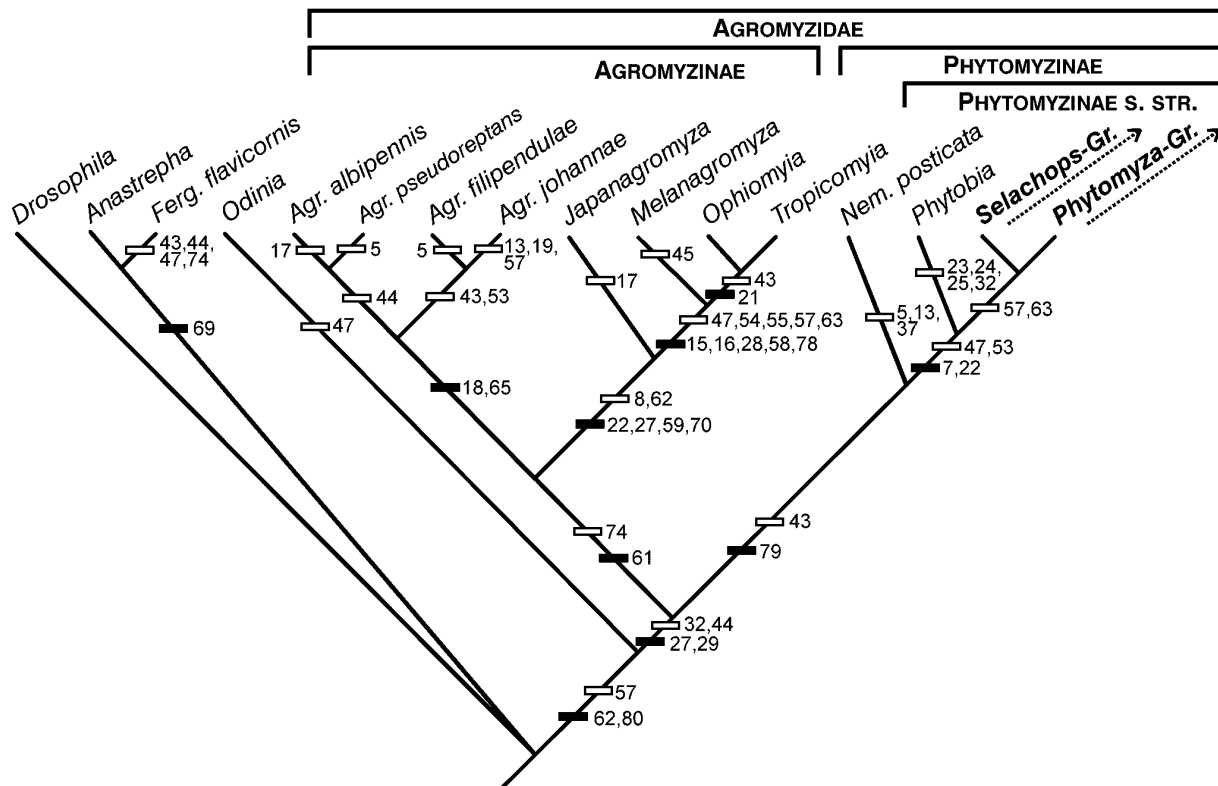 AGROMYZIDAE
AGROMYZINAE
PHYTOMYZINAE
PHYTOMYZINAE S. STR.
Drosophila
Anastrepha
Ferg. flavicornis
Odinia
Agr. albipennis
Agr. pseudoreptans
Agr. filipendulae
Agr. johannae
Japanagromyza
Melanagromyza
Ophiomyia
Tropicomyia
Nem. posticata
Phytobia
Selachops-Gr.
Phytomyza-Gr.
43,44,
47,74
17
5
5
13,19,
57
45
17
43
21
23,24,
25,32
69
47
44
43,53
47,54,55,57,63
15,16,28,58,78
5,13,
37
57,63
47,53
7,22
18,65
8,62
22,27,59,70
74
61
43
79
32,44
27,29
57
62,80